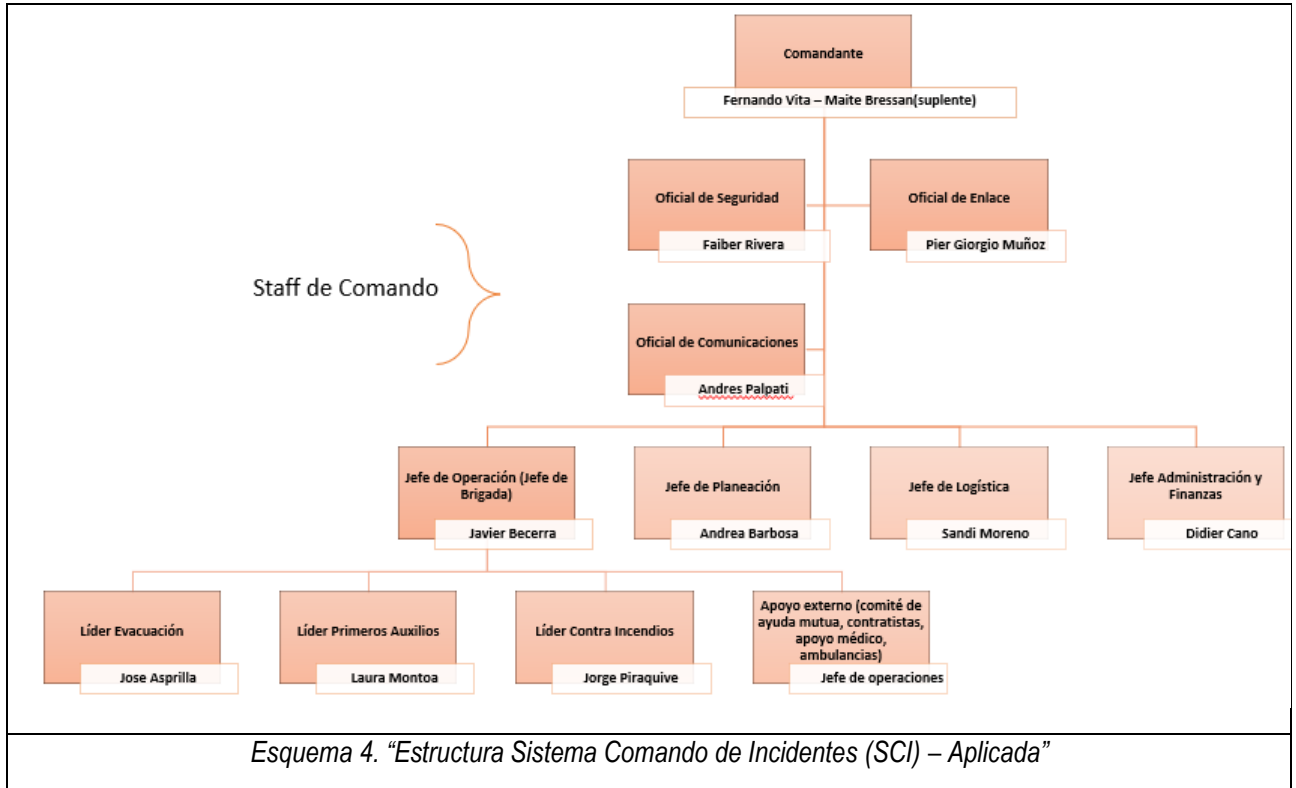 Comandante
Fernando Vita – Maite Bressan(suplente)
Oficial de Seguridad
Faiber Rivera
Oficial de Enlace
Pier Giorgio Muñoz
Staff de Comando
Oficial de Comunicaciones
Andres Palpati
Jefe de Operación (Jefe de
Brigada)
Javier Becerra
Jefe de Planeación
Andrea Barbosa
Jefe de Logística
Sandi Moreno
Jefe Administración y
Finanzas
Didier Cano
Líder Evacuación
Jose Asprilla
Líder Primeros Auxilios
Laura Montoa
Líder Contra Incendios
Jorge Piraquive
Apoyo externo (comité de
ayuda mutua, contratistas,
apoyo médico,
ambulancias)
Jefe de operaciones
Esquema 4. “Estructura Sistema Comando de Incidentes (SCI) – Aplicada”